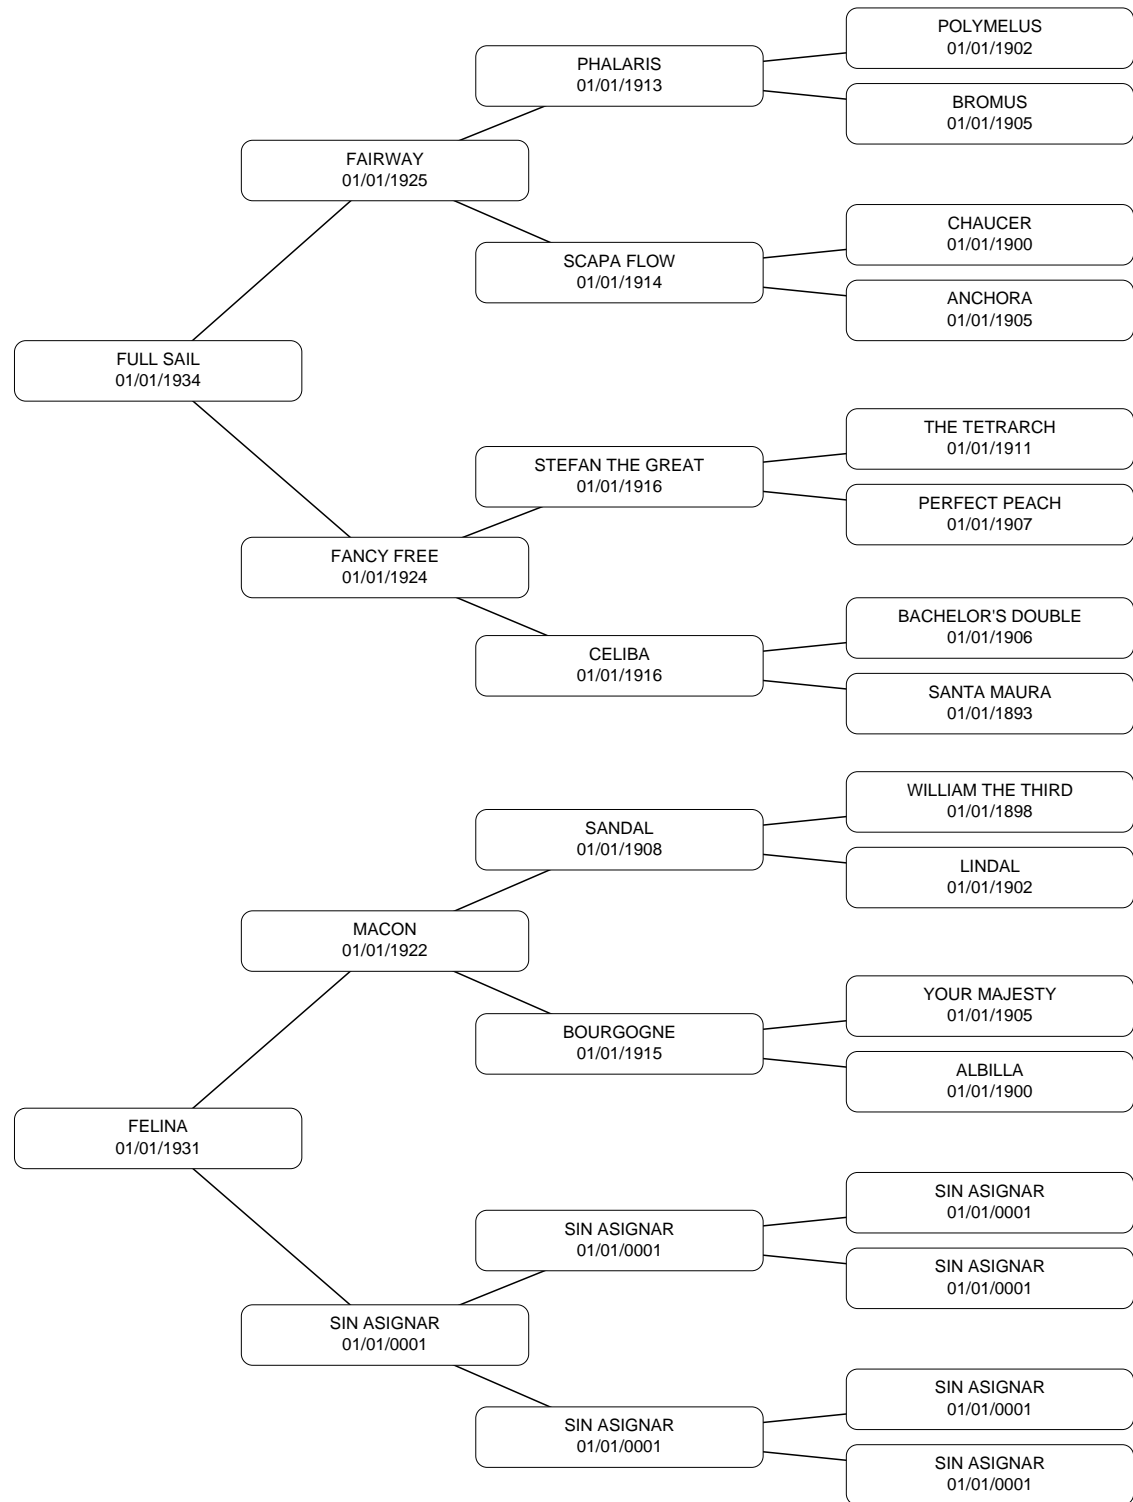 POLYMELUS
01/01/1902
PHALARIS
01/01/1913
BROMUS
01/01/1905
FAIRWAY
01/01/1925
CHAUCER
01/01/1900
SCAPA FLOW
01/01/1914
ANCHORA
01/01/1905
FULL SAIL
01/01/1934
THE TETRARCH
01/01/1911
STEFAN THE GREAT
01/01/1916
PERFECT PEACH
01/01/1907
FANCY FREE
01/01/1924
BACHELOR'S DOUBLE
01/01/1906
CELIBA
01/01/1916
SANTA MAURA
01/01/1893
WILLIAM THE THIRD
01/01/1898
SANDAL
01/01/1908
LINDAL
01/01/1902
MACON
01/01/1922
YOUR MAJESTY
01/01/1905
BOURGOGNE
01/01/1915
ALBILLA
01/01/1900
FELINA
01/01/1931
SIN ASIGNAR
01/01/0001
SIN ASIGNAR
01/01/0001
SIN ASIGNAR
01/01/0001
SIN ASIGNAR
01/01/0001
SIN ASIGNAR
01/01/0001
SIN ASIGNAR
01/01/0001
SIN ASIGNAR
01/01/0001